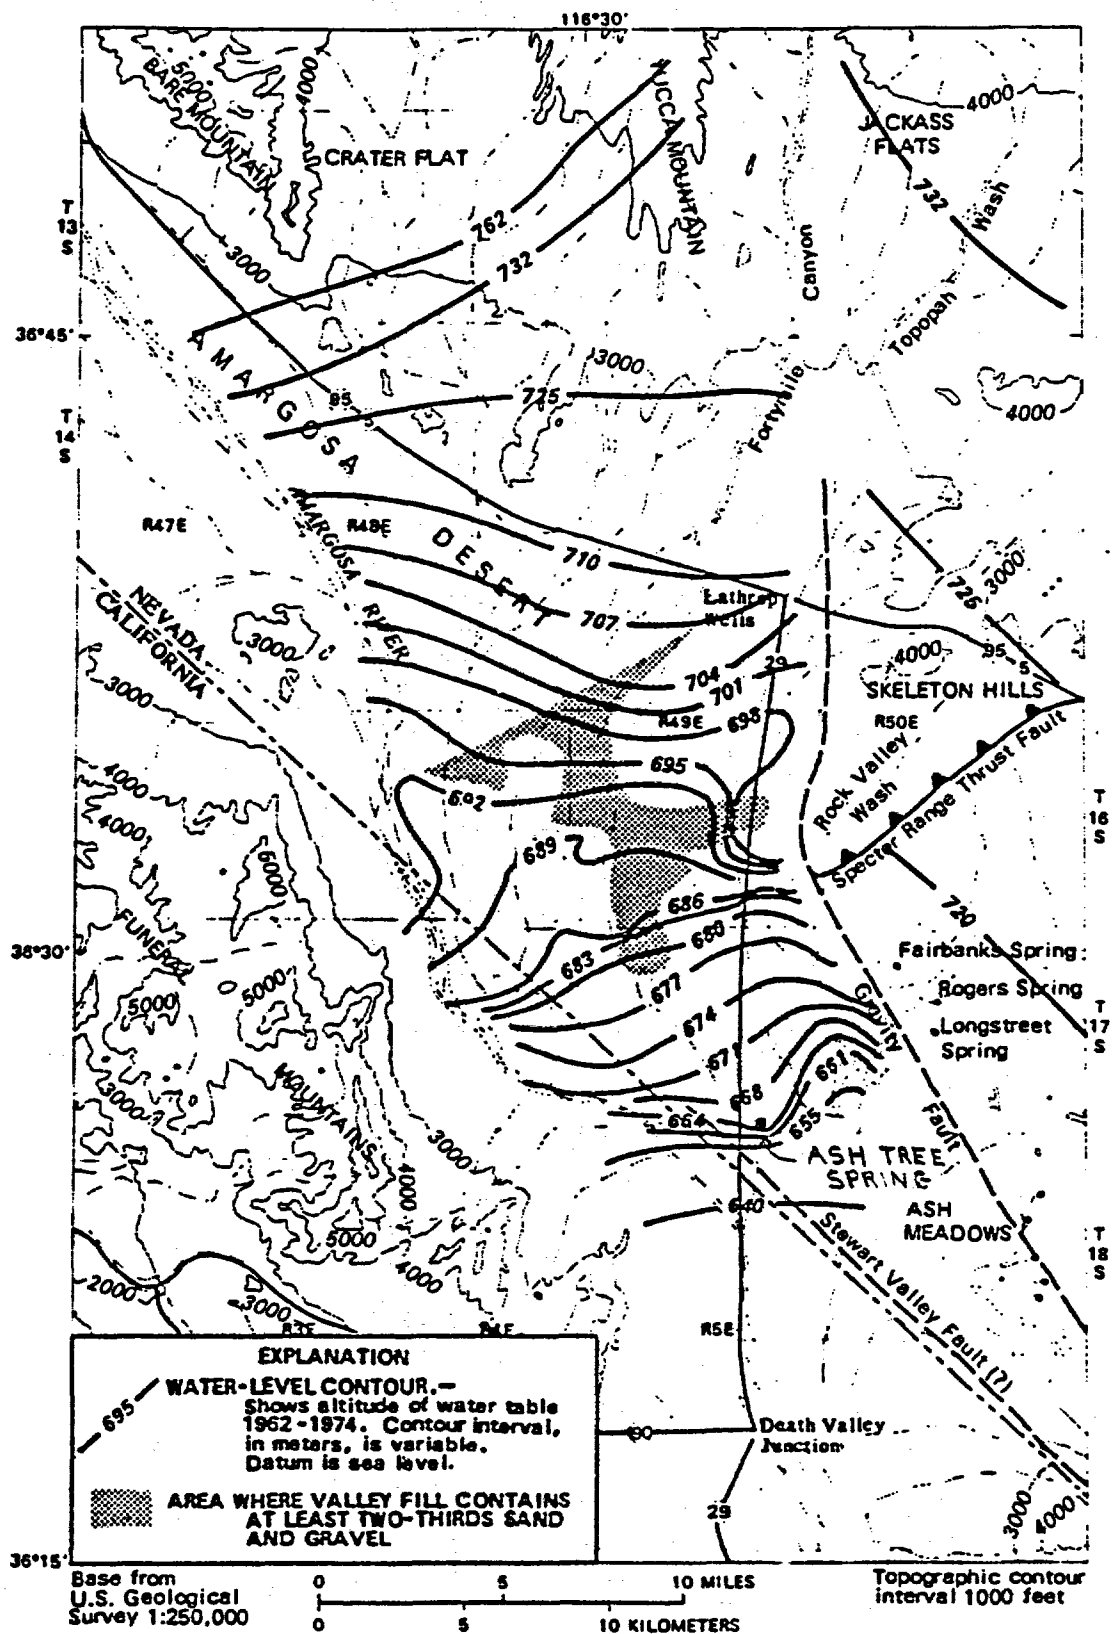 116°30'
5000
BARE MOUNTAIN
4000
YUCCA MOUNTAIN
4000
JACKASS
FLATS
CRATER FLAT
T
13
S
762
732
732
Wash
3000
Canyon
Topopah
36°45'
AMARGOSA
3000
725
95
Fortymile
4000
T
14
S
R47E
R48E
AMARGOSA
RIVER
DESERT
710
3000
Lathrop
Wells
707
NEVADA
CALIFORNIA
3000
3000
4000
95
5
29
704
701
698
SKELETON HILLS
R49E
R50E
695
692
Rock Valley
Wash
Specter Range Thrust Fault
T
16
S
4000
4000
6000
689
686
680
683
677
674
671
668
664
661
655
720
FUNERAL
MOUNTAINS
36°30'
5000
5000
Fairbanks Spring
Rogers Spring
Longstreet
Spring
T
17
S
Gravity
Fault
3000
3000
4000
ASH TREE
SPRING
640
ASH
MEADOWS
Stewart Valley Fault (?)
T
18
S
5000
4000
2000
3000
R3E
R4E
R5E
EXPLANATION
695
WATER-LEVEL CONTOUR.—
Shows altitude of water table
1962-1974. Contour interval,
in meters, is variable.
Datum is sea level.
AREA WHERE VALLEY FILL CONTAINS
AT LEAST TWO-THIRDS SAND
AND GRAVEL
Death Valley
Junction
29
3000
4000
36°15'
Base from
U.S. Geological
Survey 1:250,000
0 5 10 MILES
0 5 10 KILOMETERS
Topographic contour
interval 1000 feet